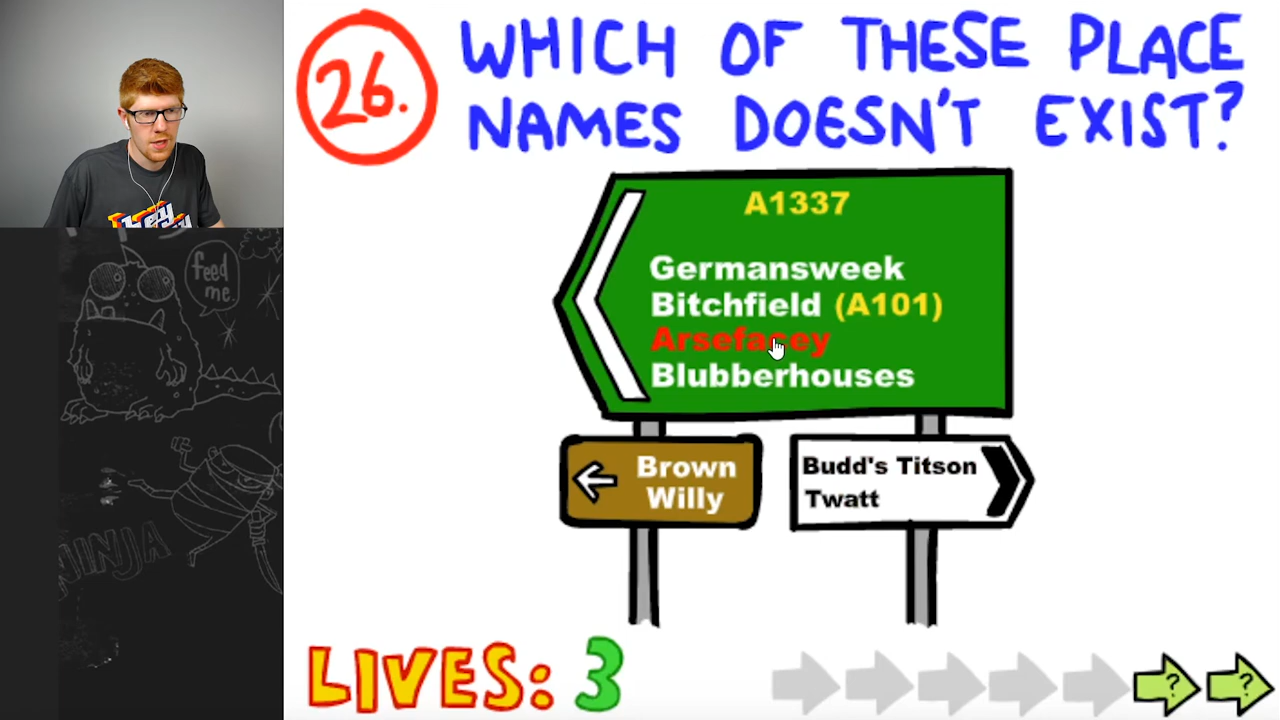 26.
WHICH OF THESE PLACE
NAMES DOESN'T EXIST?
A1337
Germansweek
Bitchfield (A101)
Arsefacey
Blubberhouses
Brown
Willy
Budd's Titson
Twatt
feed
me.
NINJA
LIVES: 3
? ?